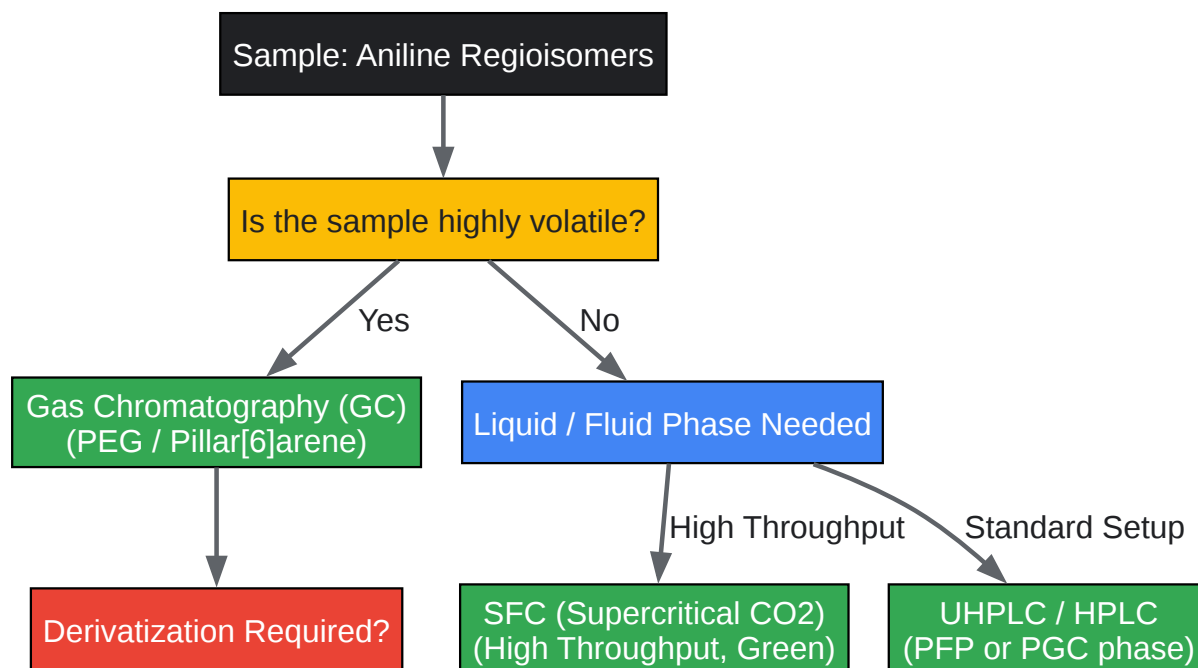 Sample: Aniline Regioisomers
Is the sample highly volatile?
Yes
No
Gas Chromatography (GC)
(PEG / Pillar[6]arene)
Liquid / Fluid Phase Needed
High Throughput
Standard Setup
Derivatization Required?
SFC (Supercritical CO2)
(High Throughput, Green)
UHPLC / HPLC
(PFP or PGC phase)